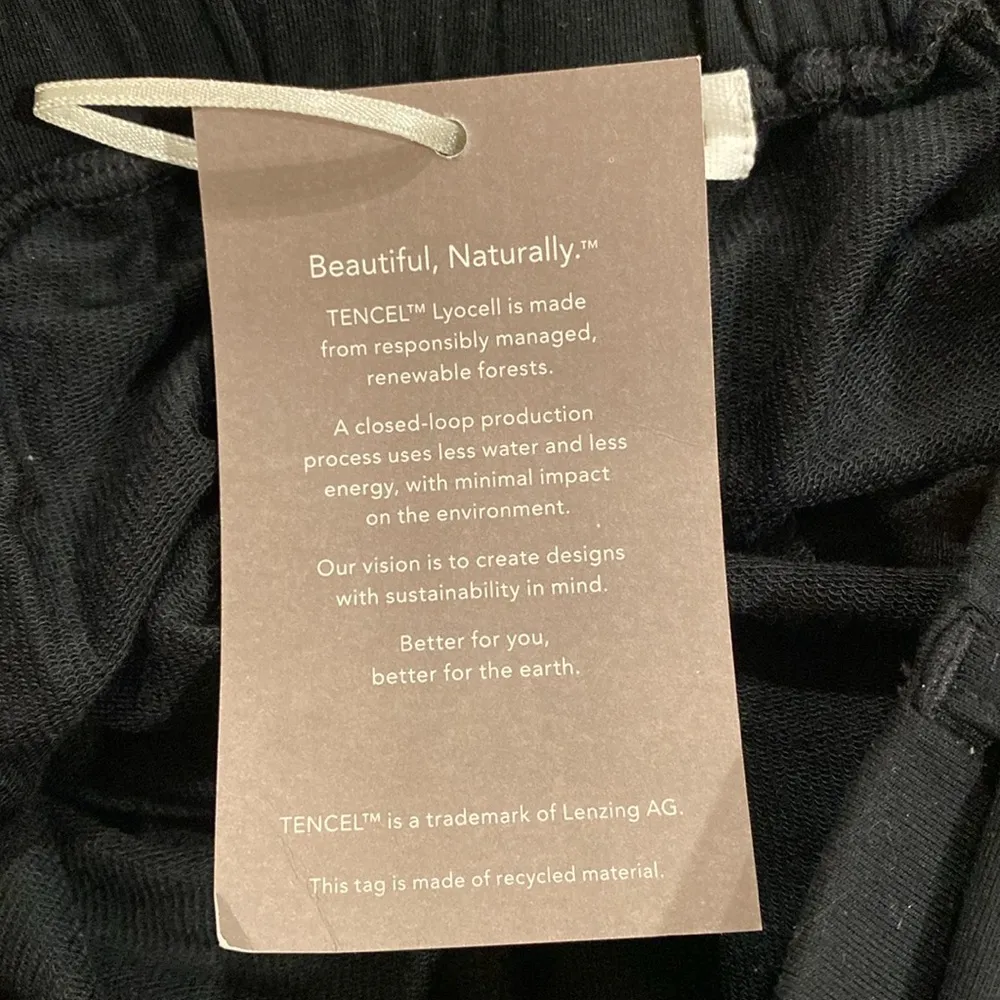 Beautiful, Naturally.™
TENCEL™ Lyocell is made
from responsibly managed,
renewable forests.
A closed-loop production
process uses less water and less
energy, with minimal impact
on the environment.
Our vision is to create designs
with sustainability in mind.
Better for you,
better for the earth.
TENCEL™ is a trademark of Lenzing AG.
This tag is made of recycled material.